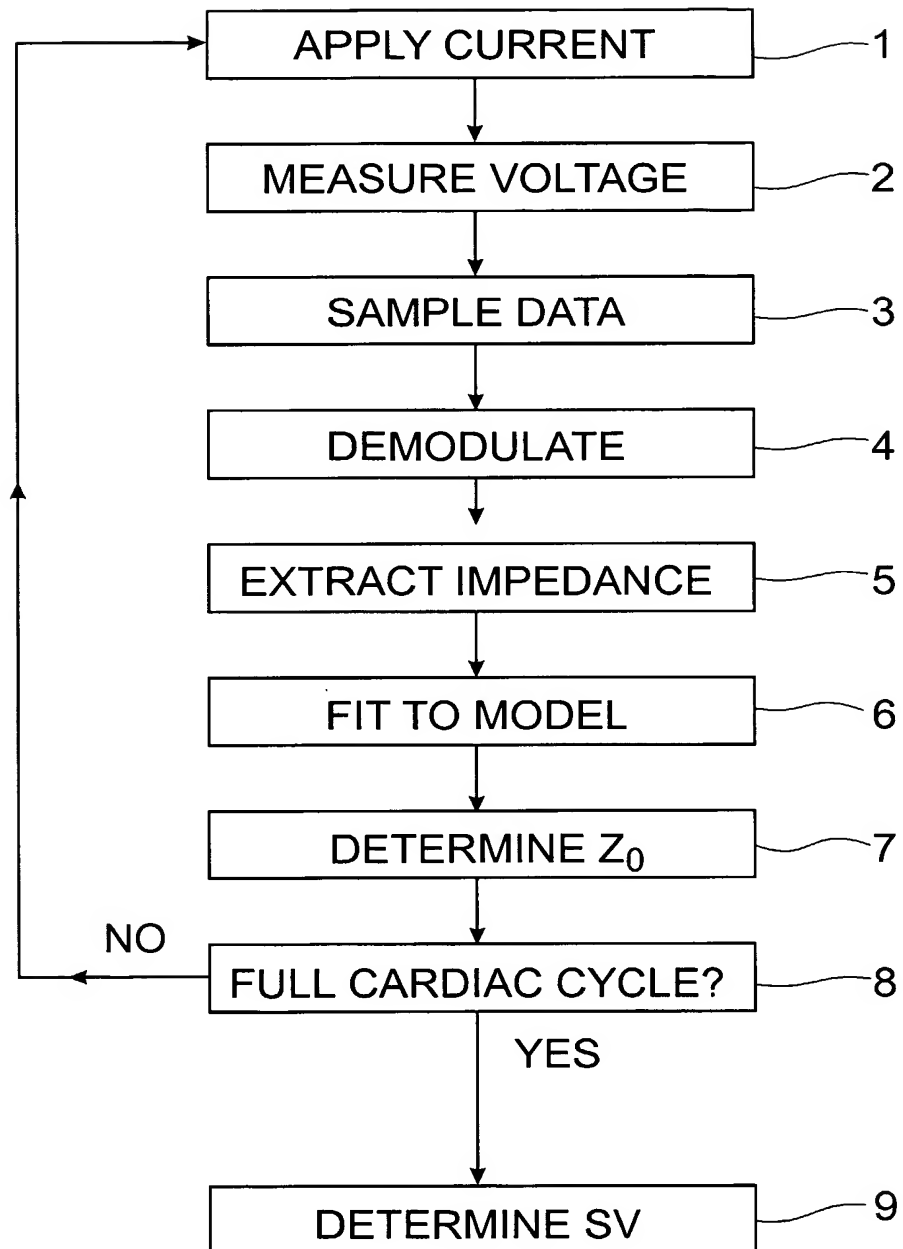 APPLY CURRENT 1
MEASURE VOLTAGE 2
SAMPLE DATA 3
DEMODULATE 4
EXTRACT IMPEDANCE 5
FIT TO MODEL 6
DETERMINE Z₀ 7
NO
FULL CARDIAC CYCLE? 8
YES
DETERMINE SV 9